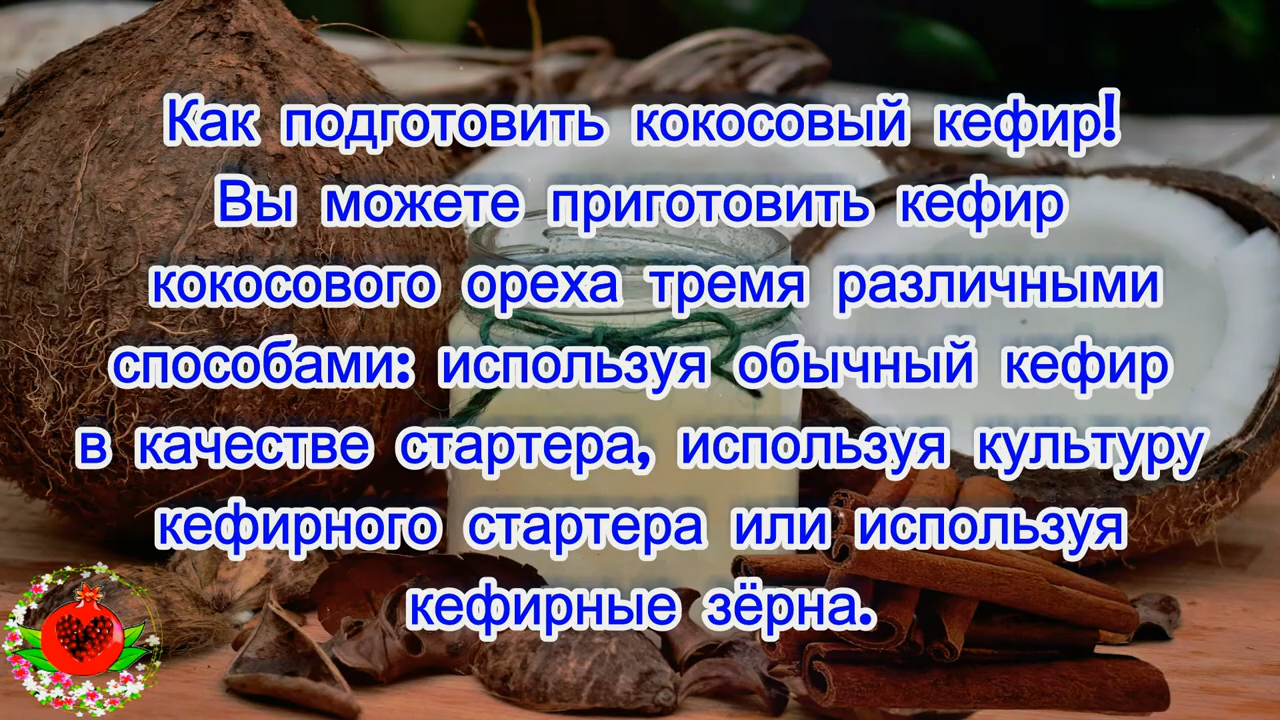 Как подготовить кокосовый кефир!
Вы можете приготовить кефир
кокосового ореха тремя различными
способами: используя обычный кефир
в качестве стартера, используя культуру
кефирного стартера или используя
кефирные зёрна.